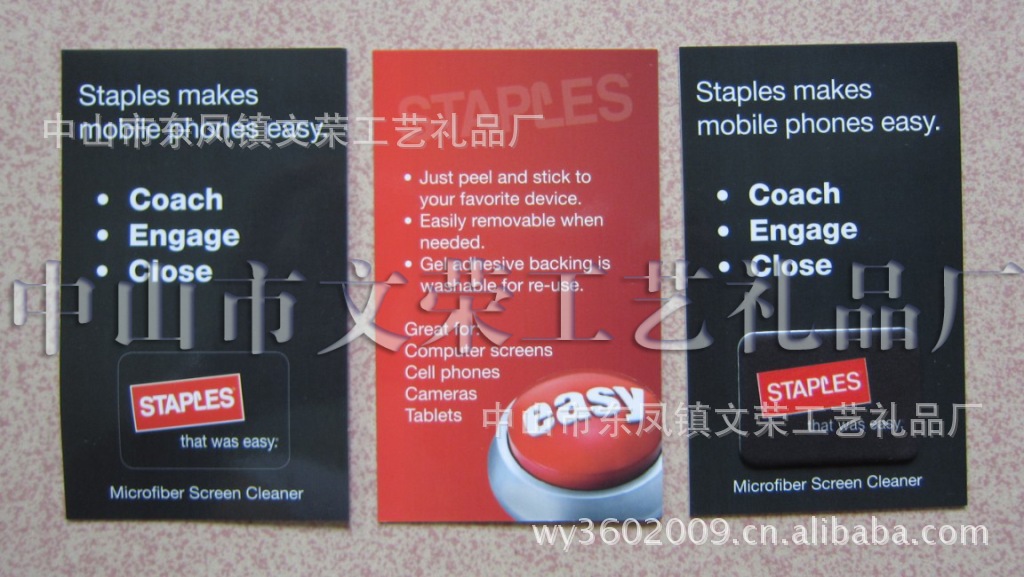 Staples makes
mobile phones easy.
• Coach
• Engage
• Close
STAPLES
that was easy.
Microfiber Screen Cleaner
STAPLES
• Just peel and stick to
your favorite device.
• Easily removable when
needed.
• Gel adhesive backing is
washable for re-use.
Great for:
Computer screens
Cell phones
Cameras
Tablets
easy
Staples makes
mobile phones easy.
• Coach
• Engage
• Close
STAPLES
that was easy.
Microfiber Screen Cleaner
中山市东凤镇文荣工艺礼品厂
中山市文荣工艺礼品厂
中山市东凤镇文荣工艺礼品厂
wy3602009.cn.alibaba.com